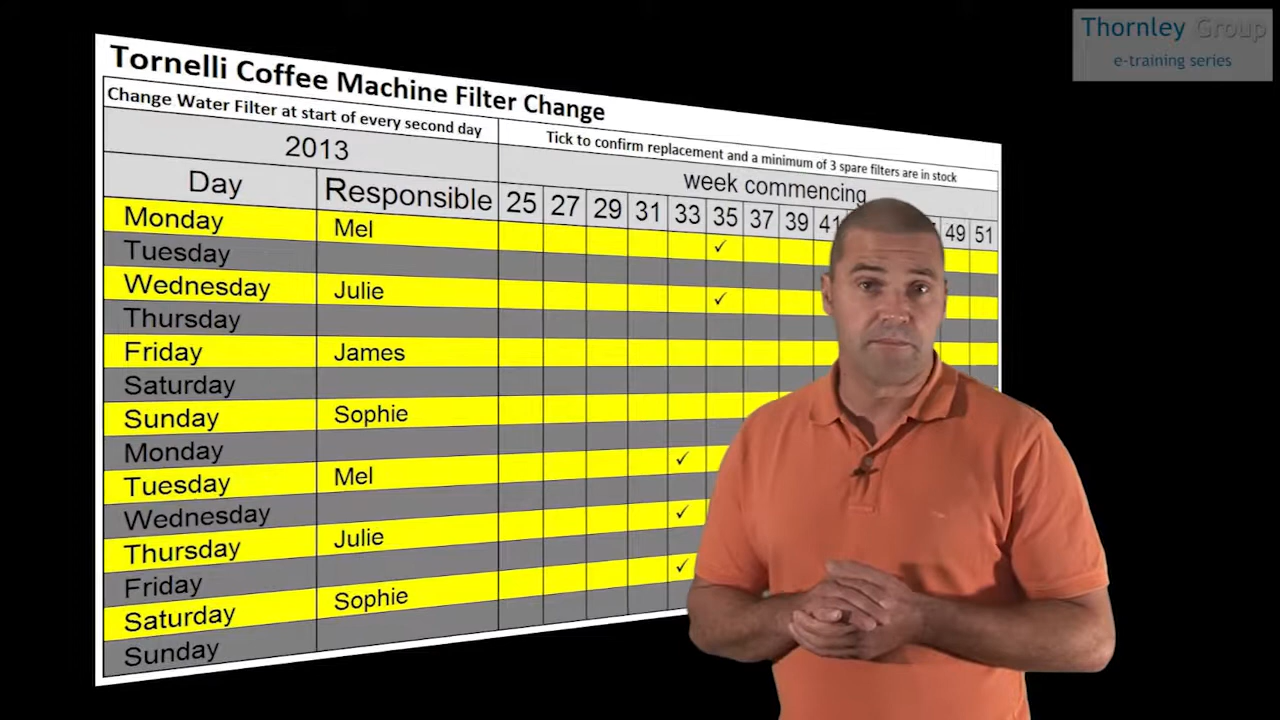 Thornley Group
e-training series
Tornelli Coffee Machine Filter Change
Change Water Filter at start of every second day
Tick to confirm replacement and a minimum of 3 spare filters are in stock
2013
week commencing
Day Responsible 25 27 29 31 33 35 37 39 41 49 51
Monday Mel ✓
Tuesday
Wednesday Julie ✓
Thursday
Friday James
Saturday
Sunday Sophie
Monday
Tuesday Mel ✓
Wednesday
Thursday Julie ✓
Friday
Saturday Sophie ✓
Sunday